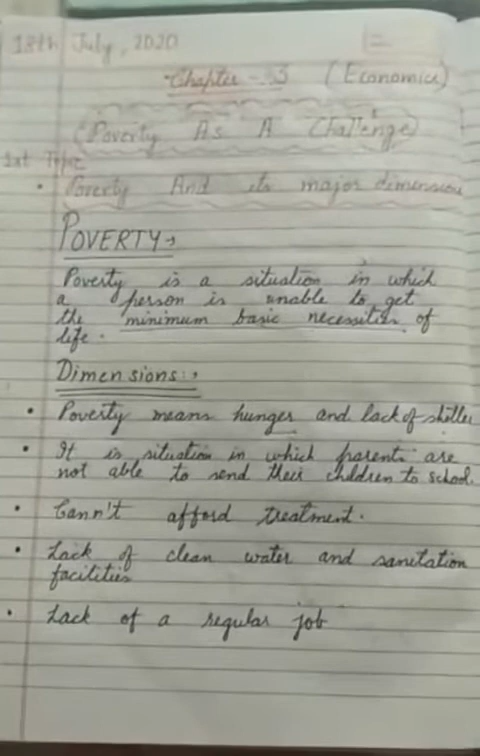 18th July, 2020
Chapter - 3 (Economics)
(Poverty As A Challenge)
1st Topic
• Poverty And its major dimension
POVERTY→
Poverty is a situation in which
a person is unable to get
the minimum basic necessities of
life.
Dimensions:→
• Poverty means hunger and lack of shelter
• It is situation in which parents are
not able to send their children to school.
• Cann't afford treatment.
• Lack of clean water and sanitation
facilities
• Lack of a regular job